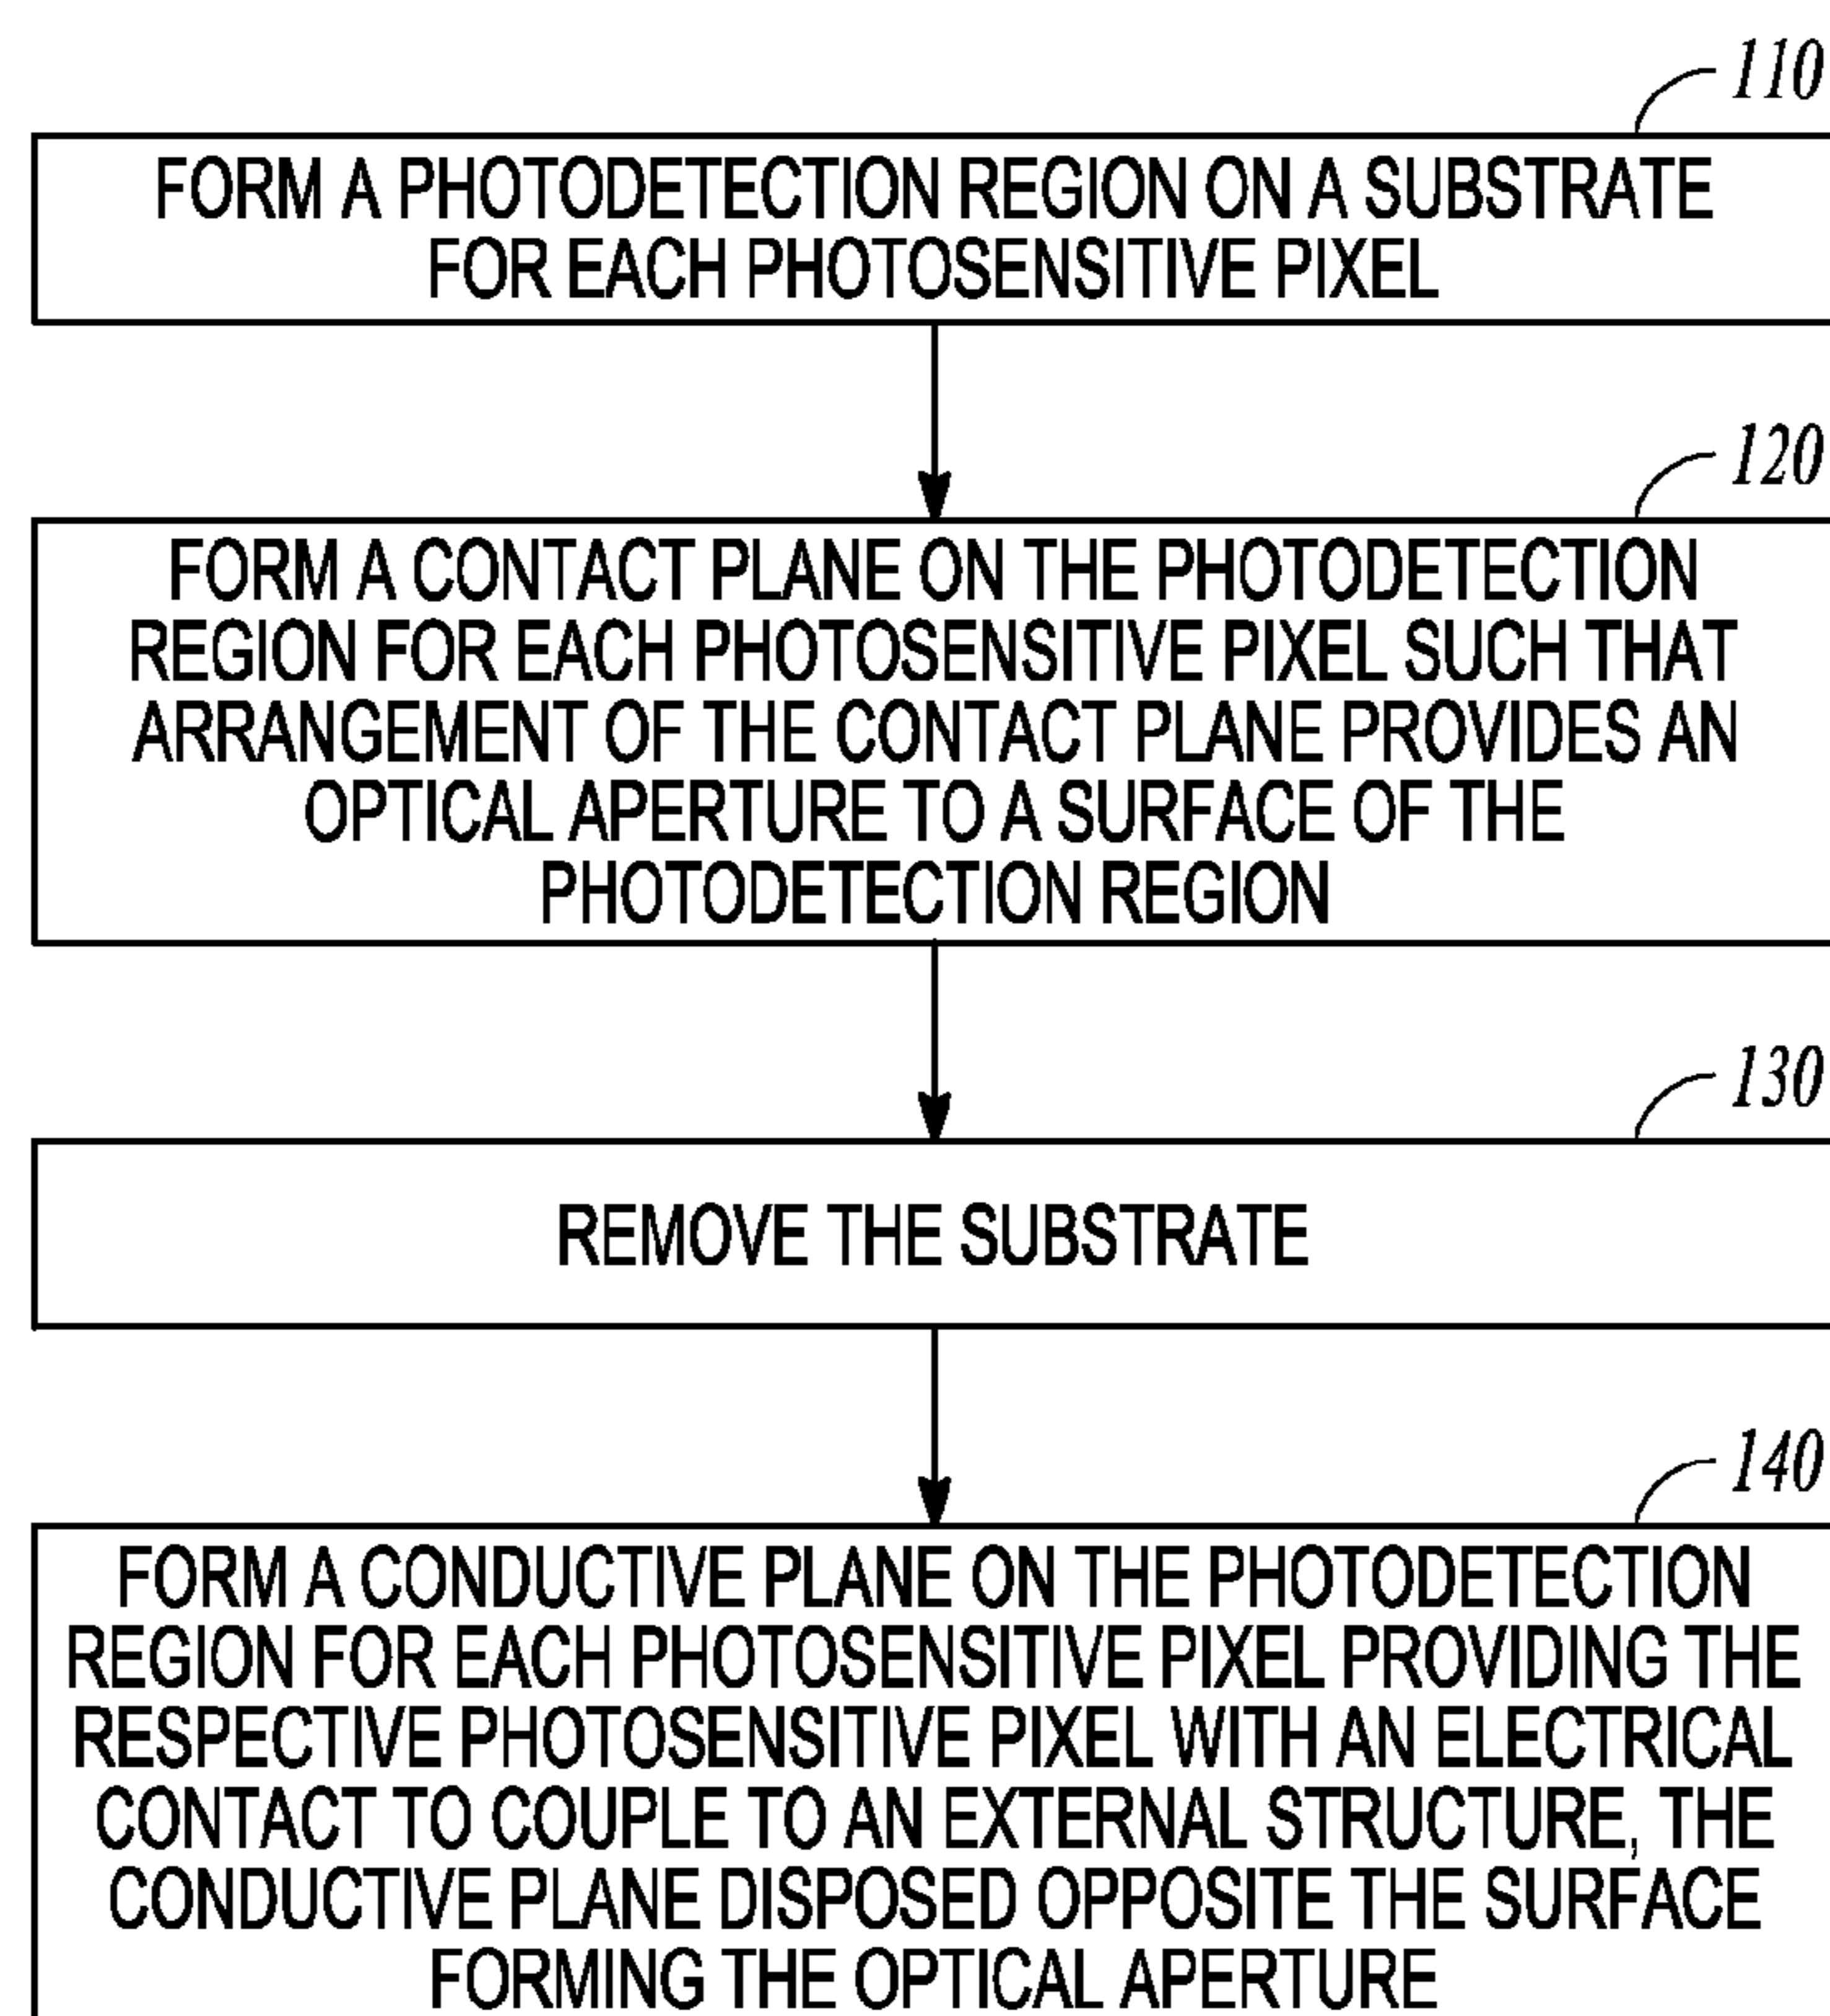 110
FORM A PHOTODETECTION REGION ON A SUBSTRATE
FOR EACH PHOTOSENSITIVE PIXEL
120
FORM A CONTACT PLANE ON THE PHOTODETECTION
REGION FOR EACH PHOTOSENSITIVE PIXEL SUCH THAT
ARRANGEMENT OF THE CONTACT PLANE PROVIDES AN
OPTICAL APERTURE TO A SURFACE OF THE
PHOTODETECTION REGION
130
REMOVE THE SUBSTRATE
140
FORM A CONDUCTIVE PLANE ON THE PHOTODETECTION
REGION FOR EACH PHOTOSENSITIVE PIXEL PROVIDING THE
RESPECTIVE PHOTOSENSITIVE PIXEL WITH AN ELECTRICAL
CONTACT TO COUPLE TO AN EXTERNAL STRUCTURE, THE
CONDUCTIVE PLANE DISPOSED OPPOSITE THE SURFACE
FORMING THE OPTICAL APERTURE